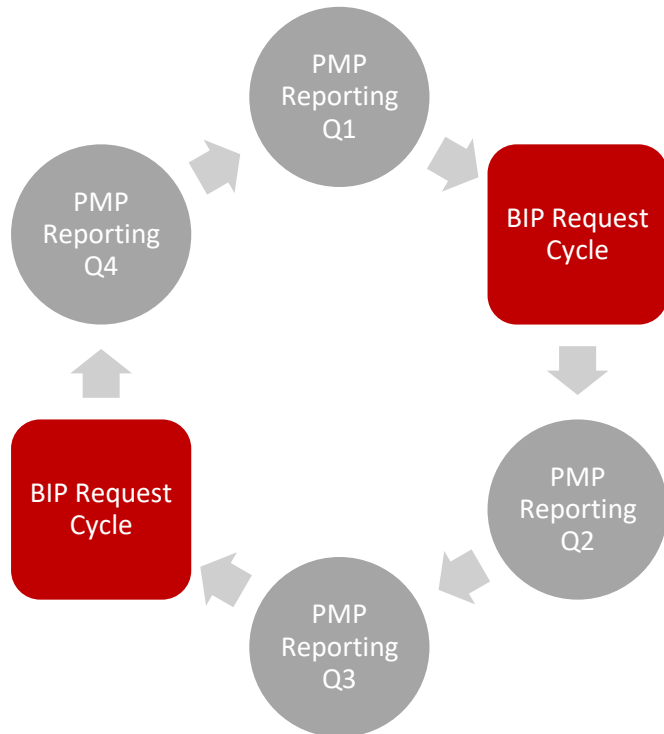 PMP
Reporting
Q1
BIP Request
Cycle
PMP
Reporting
Q2
PMP
Reporting
Q3
BIP Request
Cycle
PMP
Reporting
Q4